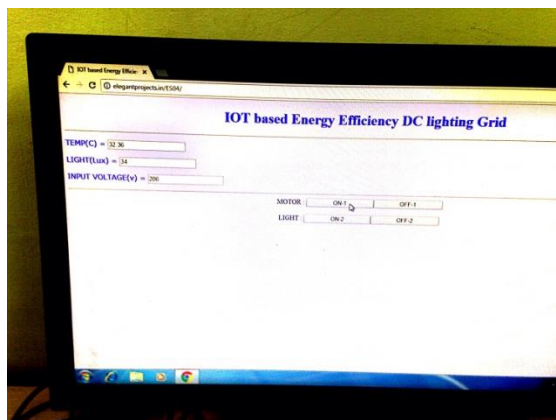 IOT based Energy Efficie
elegantprojects.in/ES04/
IOT based Energy Efficiency DC lighting Grid
TEMP(C) = 32.36
LIGHT(Lux) = 34
INPUT VOLTAGE(v) = 206
MOTOR : ON-1 OFF-1
LIGHT : ON-2 OFF-2